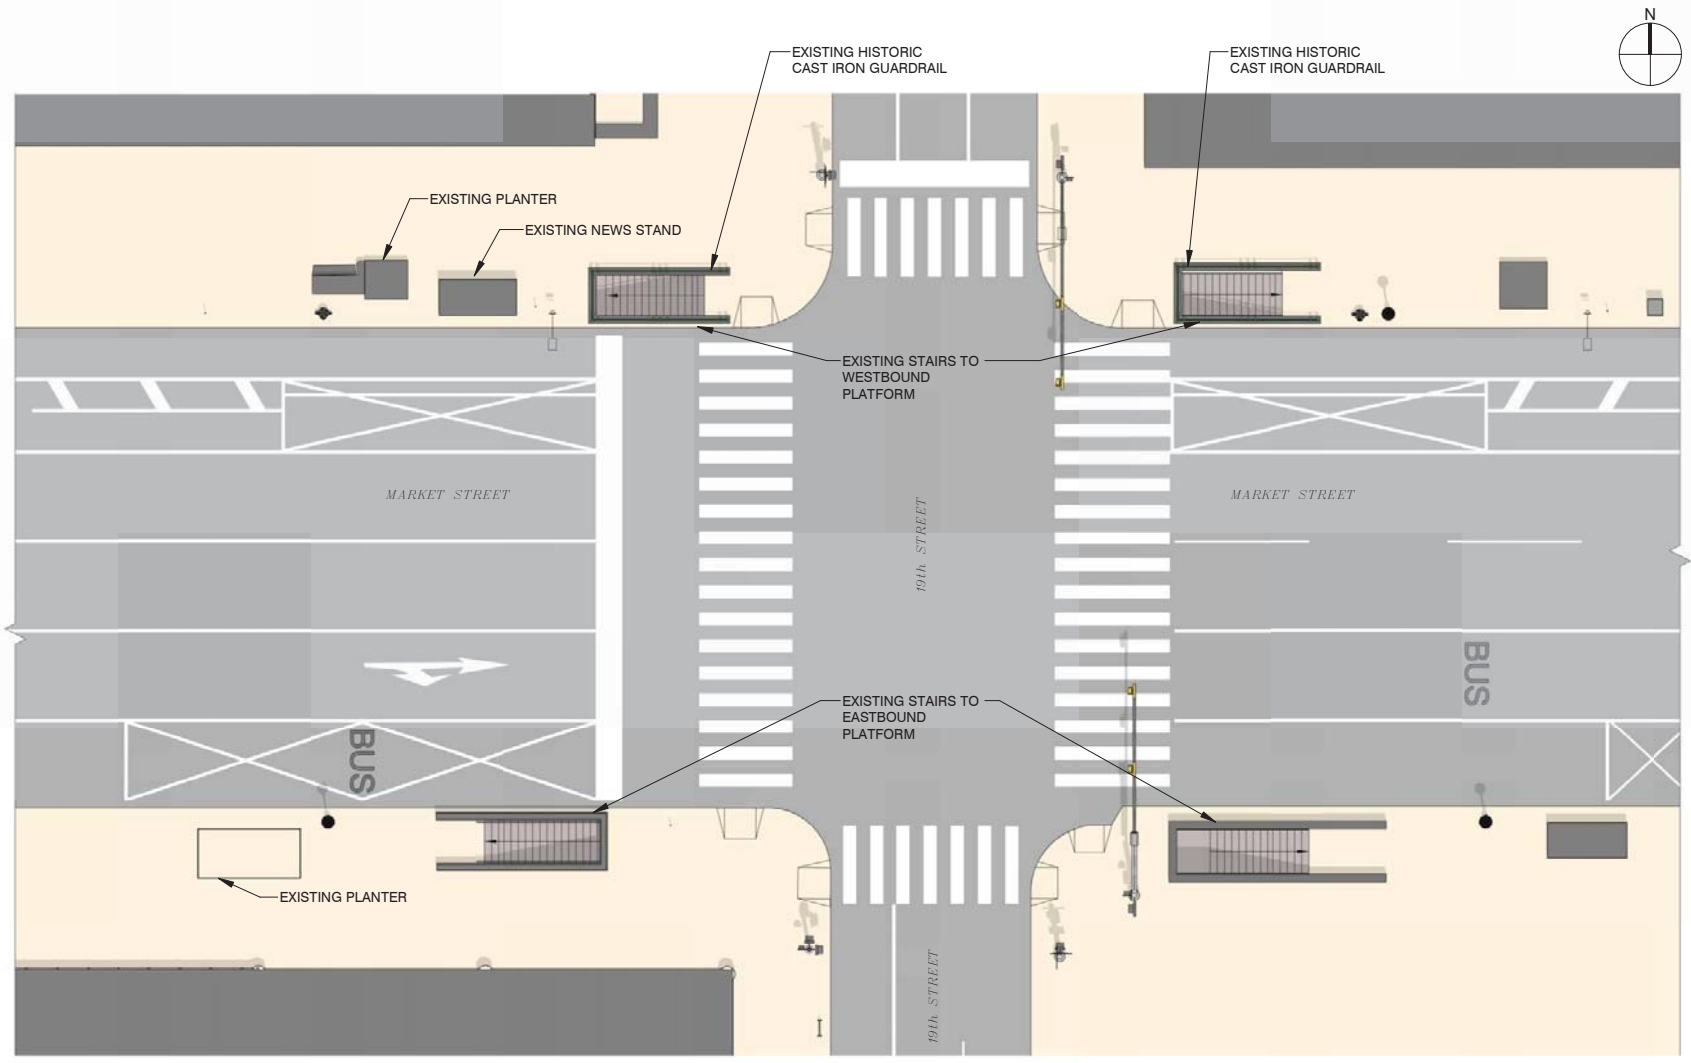 N
EXISTING HISTORIC
CAST IRON GUARDRAIL
EXISTING HISTORIC
CAST IRON GUARDRAIL
EXISTING PLANTER
EXISTING NEWS STAND
EXISTING STAIRS TO
WESTBOUND
PLATFORM
MARKET STREET
MARKET STREET
19th STREET
BUS
EXISTING STAIRS TO
EASTBOUND
PLATFORM
BUS
EXISTING PLANTER
19th STREET